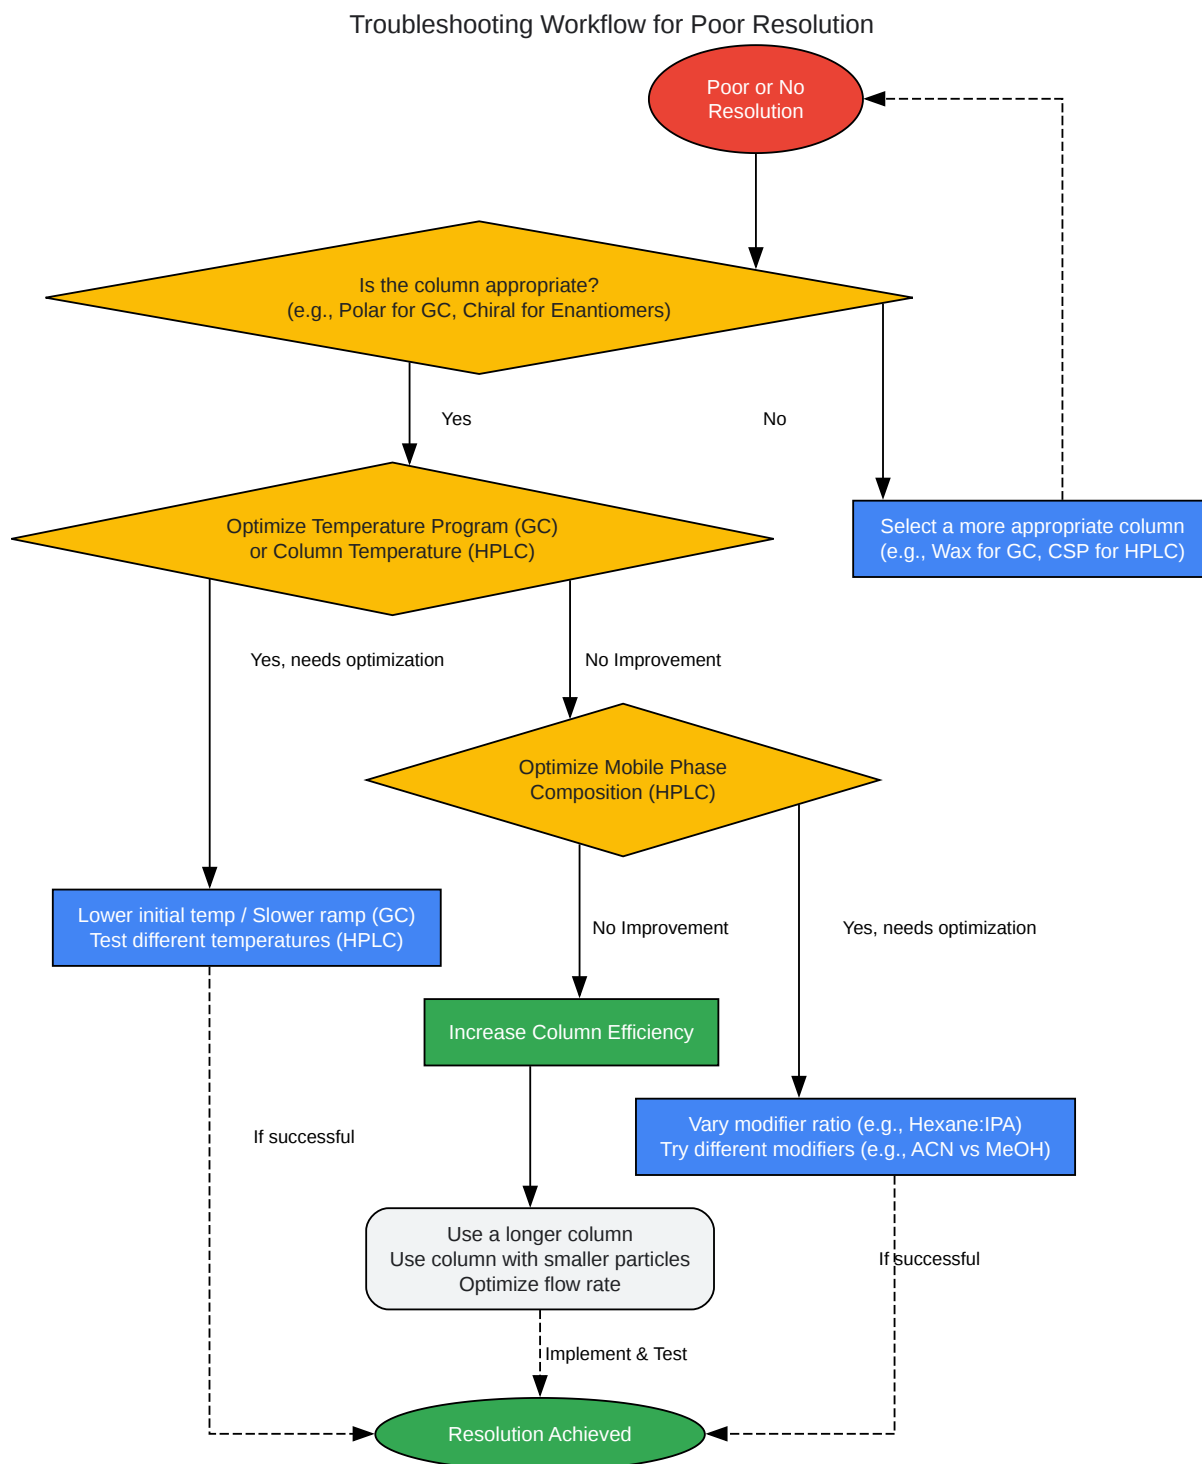 Troubleshooting Workflow for Poor Resolution
Poor or No
Resolution
Is the column appropriate?
(e.g., Polar for GC, Chiral for Enantiomers)
Yes
No
Optimize Temperature Program (GC)
or Column Temperature (HPLC)
Select a more appropriate column
(e.g., Wax for GC, CSP for HPLC)
Yes, needs optimization
No Improvement
Optimize Mobile Phase
Composition (HPLC)
Lower initial temp / Slower ramp (GC)
Test different temperatures (HPLC)
No Improvement
Yes, needs optimization
Increase Column Efficiency
If successful
Vary modifier ratio (e.g., Hexane:IPA)
Try different modifiers (e.g., ACN vs MeOH)
Use a longer column
Use column with smaller particles
Optimize flow rate
If successful
Implement & Test
Resolution Achieved